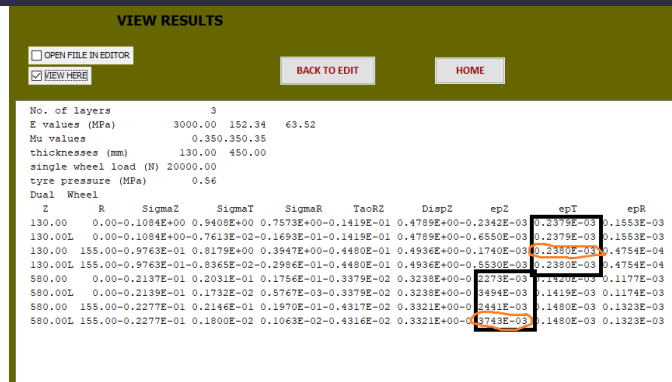 VIEW RESULTS
OPEN FIILE IN EDITOR
VIEW HERE
BACK TO EDIT
HOME
No. of layers 3
E values (MPa) 3000.00 152.34 63.52
Mu values 0.350.350.35
thicknesses (mm) 130.00 450.00
single wheel load (N) 20000.00
tyre pressure (MPa) 0.56
Dual Wheel
Z R SigmaZ SigmaT SigmaR TaoRZ DispZ epZ epT epR
130.00 0.00-0.1084E+00 0.9408E+00 0.7573E+00-0.1419E-01 0.4789E+00-0.2342E-03 0.2379E-03 0.1553E-03
130.00L 0.00-0.1084E+00-0.7613E-02-0.1693E-01-0.1419E-01 0.4789E+00-0.6550E-03 0.2379E-03 0.1553E-03
130.00 155.00-0.9763E-01 0.8179E+00 0.3947E+00-0.4480E-01 0.4936E+00-0.1740E-03 0.2380E-03 0.4754E-04
130.00L 155.00-0.9763E-01-0.8365E-02-0.2986E-01-0.4480E-01 0.4936E+00-0.5530E-03 0.2380E-03 0.4754E-04
580.00 0.00-0.2137E-01 0.2031E-01 0.1756E-01-0.3379E-02 0.3238E+00-0.2273E-03 0.1420E-03 0.1177E-03
580.00L 0.00-0.2139E-01 0.1732E-02 0.5767E-03-0.3379E-02 0.3238E+00-0.3494E-03 0.1419E-03 0.1174E-03
580.00 155.00-0.2277E-01 0.2146E-01 0.1970E-01-0.4317E-02 0.3321E+00-0.2441E-03 0.1480E-03 0.1323E-03
580.00L 155.00-0.2277E-01 0.1800E-02 0.1063E-02-0.4316E-02 0.3321E+00-0.3743E-03 0.1480E-03 0.1323E-03